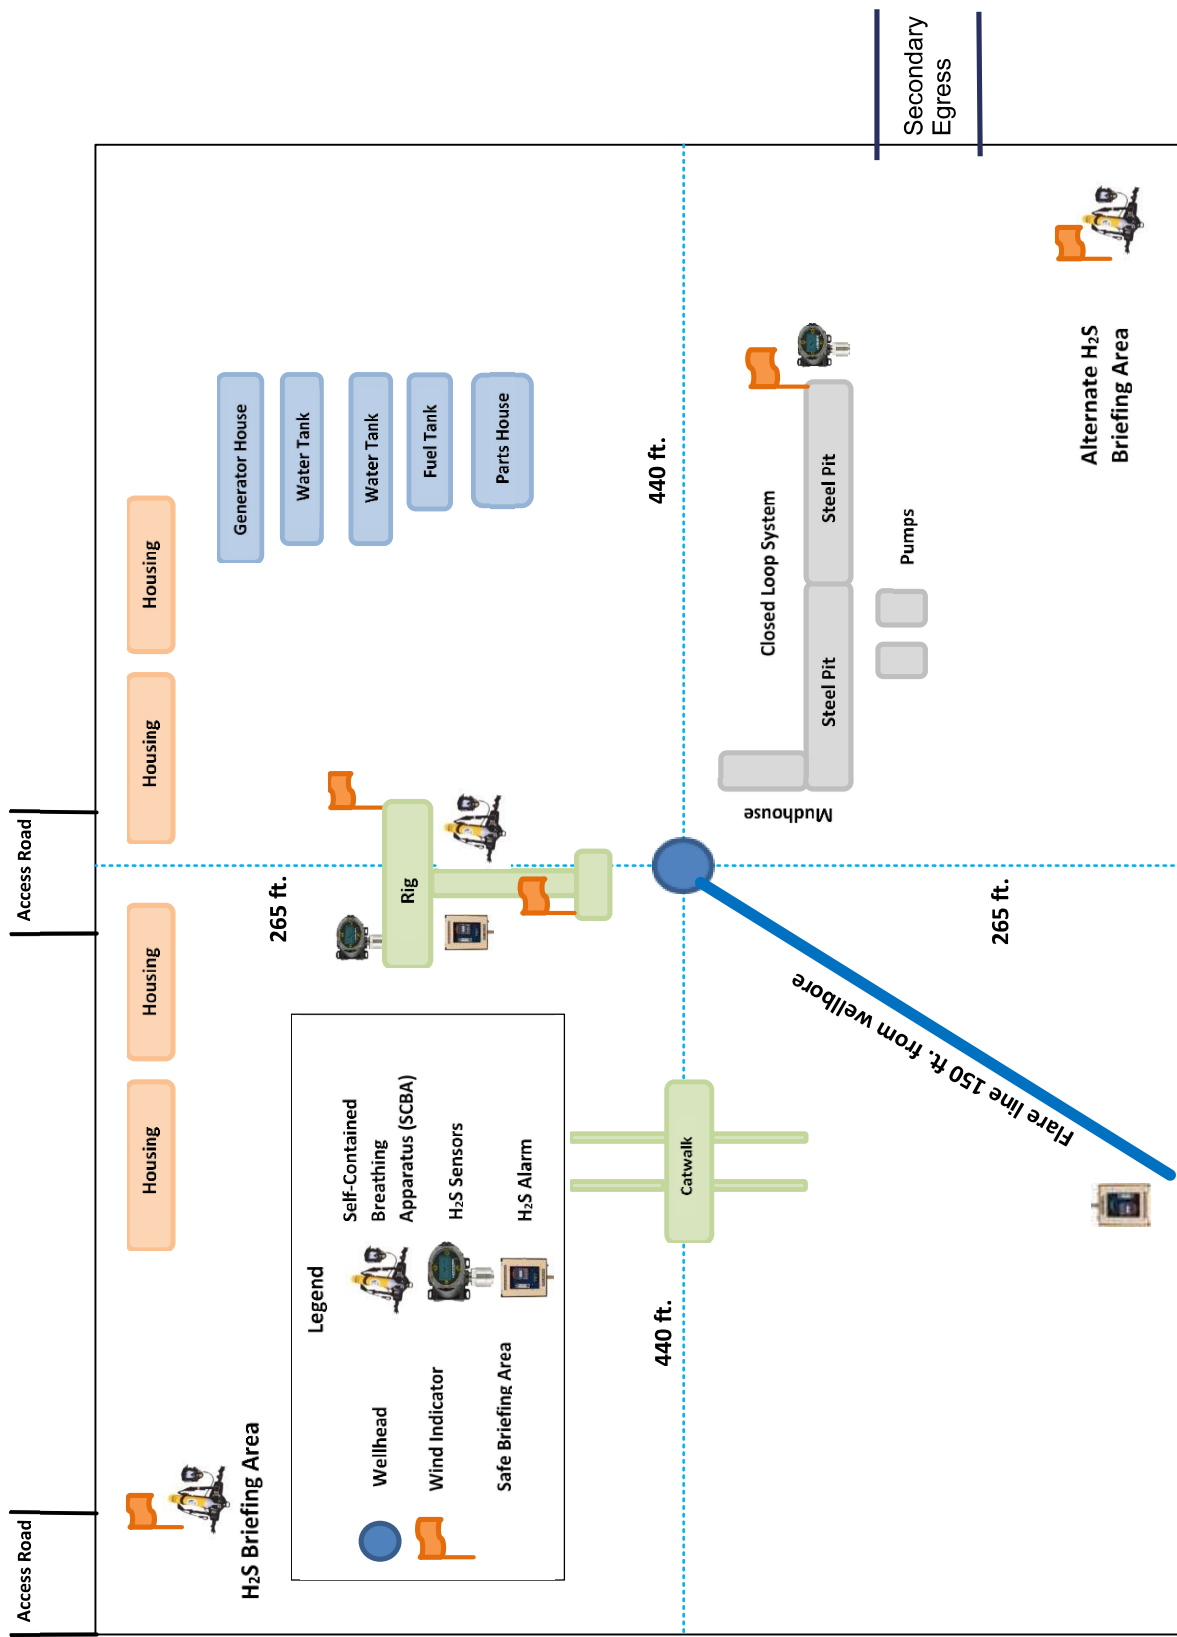 Access Road
Access Road
Secondary
Egress
Housing
Housing
Housing
Housing
H₂S Briefing Area
Generator House
Water Tank
Water Tank
Fuel Tank
Parts House
265 ft.
Rig
Legend
Wellhead
Wind Indicator
Safe Briefing Area
Self-Contained
Breathing
Apparatus (SCBA)
H₂S Sensors
H₂S Alarm
440 ft.
Catwalk
440 ft.
Closed Loop System
Mudhouse
Steel Pit
Steel Pit
Pumps
265 ft.
Flare line 150 ft. from wellbore
Alternate H₂S
Briefing Area